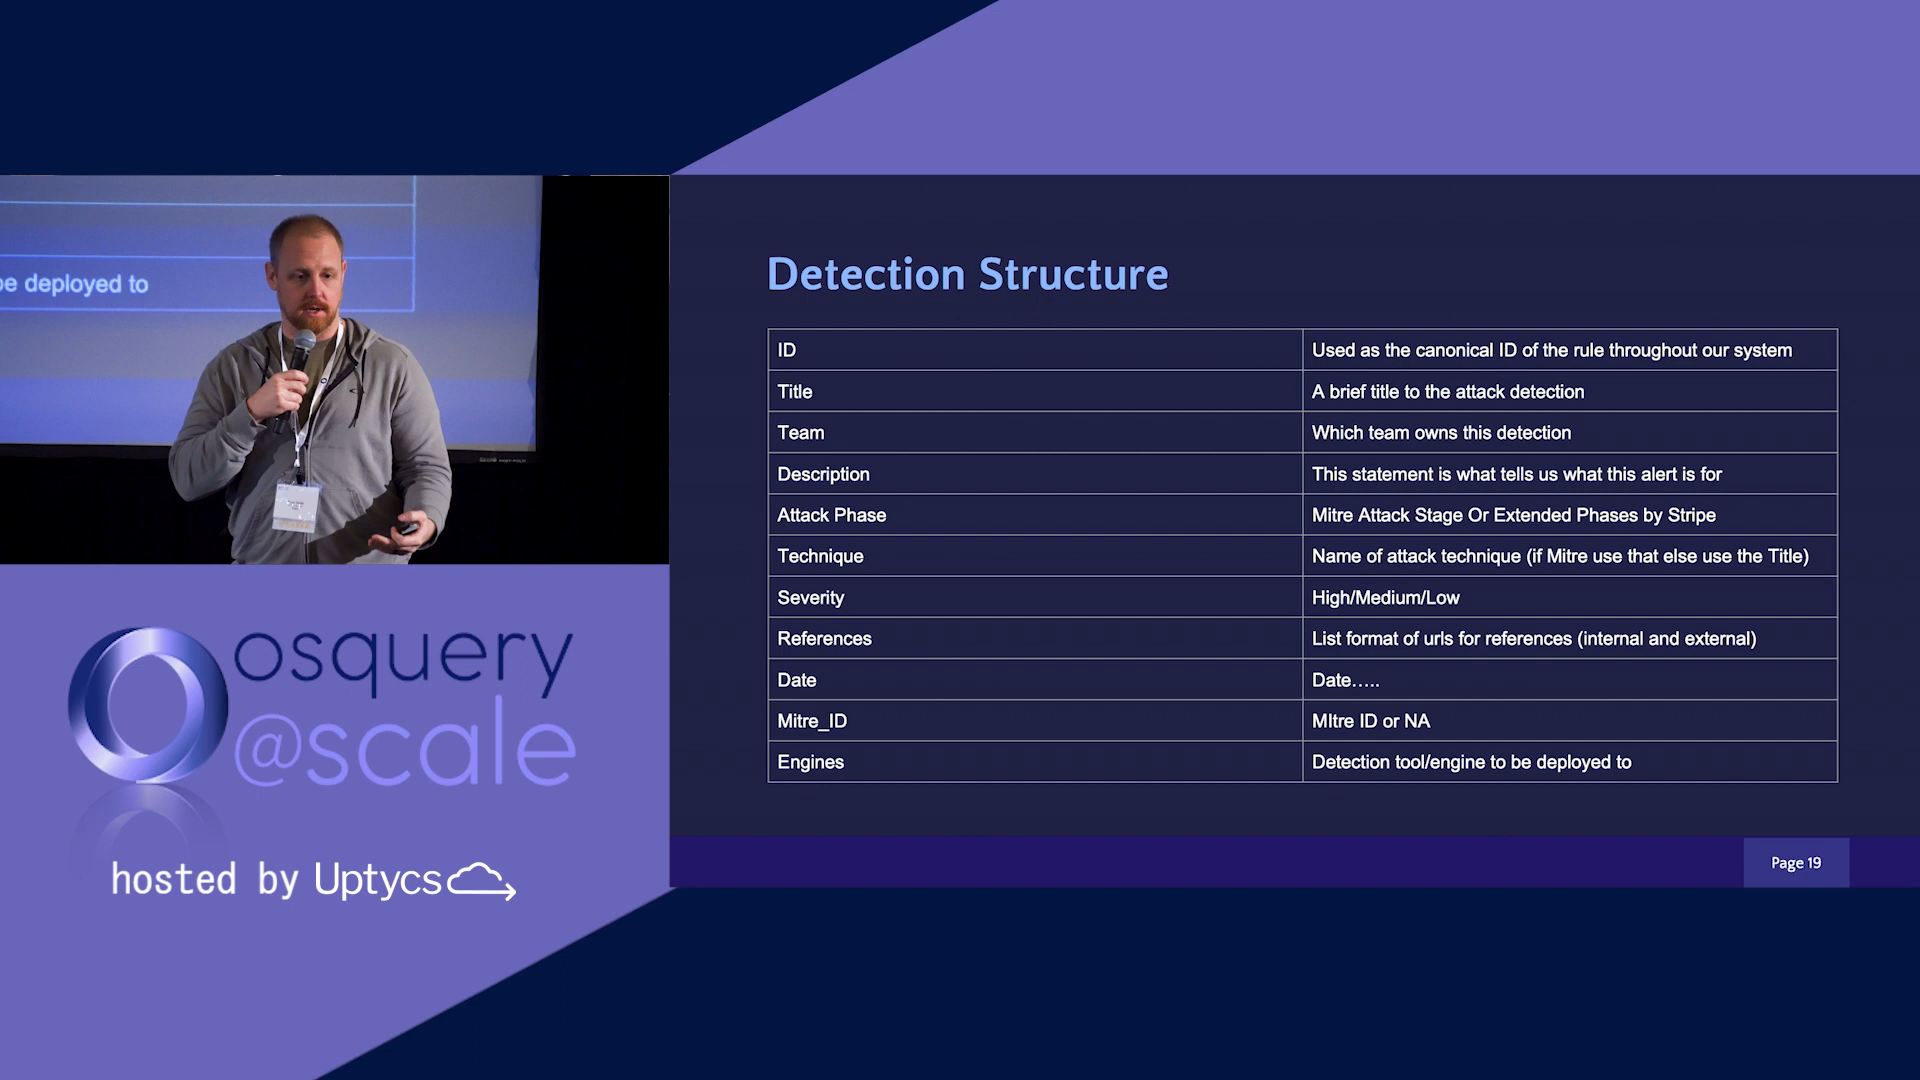 be deployed to
Detection Structure
ID Used as the canonical ID of the rule throughout our system
Title A brief title to the attack detection
Team Which team owns this detection
Description This statement is what tells us what this alert is for
Attack Phase Mitre Attack Stage Or Extended Phases by Stripe
Technique Name of attack technique (if Mitre use that else use the Title)
Severity High/Medium/Low
References List format of urls for references (internal and external)
Date Date.....
Mitre_ID MItre ID or NA
Engines Detection tool/engine to be deployed to
Page 19
osquery
@scale
hosted by Uptycs